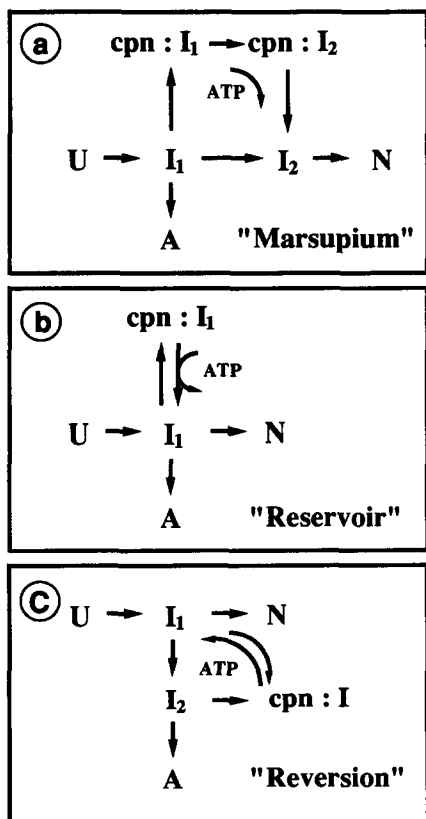 a
cpn : I₁ → cpn : I₂
ATP
U → I₁ → I₂ → N
A "Marsupium"
b
cpn : I₁
ATP
U → I₁ → N
A "Reservoir"
C
U → I₁ → N
ATP
I₂ → cpn : I
A "Reversion"